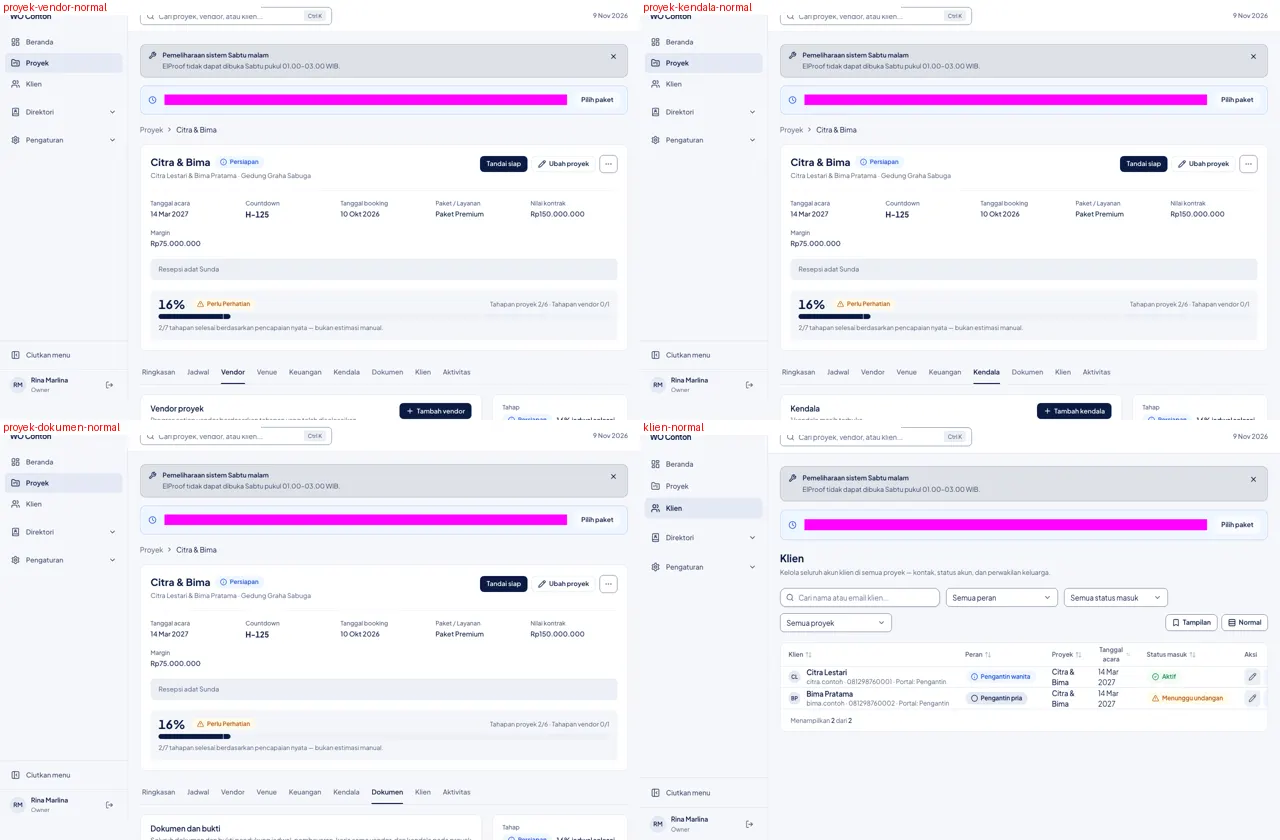 proyek-vendor-normal
WO Conton
Cari proyek, vendor, atau klien...
Ctrl K
9 Nov 2026
Beranda
Proyek
Klien
Direktori
Pengaturan
Pemeliharaan sistem Sabtu malam
ElProof tidak dapat dibuka Sabtu pukul 01.00–03.00 WIB.
Pilih paket
Proyek > Citra & Bima
Citra & Bima
Persiapan
Tandai siap
Ubah proyek
Citra Lestari & Bima Pratama · Gedung Graha Sabuga
Tanggal acara
14 Mar 2027
Countdown
H-125
Tanggal booking
10 Okt 2026
Paket / Layanan
Paket Premium
Nilai kontrak
Rp150.000.000
Margin
Rp75.000.000
Resepsi adat Sunda
16%
Perlu Perhatian
Tahapan proyek 2/6 · Tahapan vendor 0/1
2/7 tahapan selesai berdasarkan pencapaian nyata — bukan estimasi manual.
Ciutkan menu
RM
Rina Marlina
Owner
Ringkasan Jadwal Vendor Venue Keuangan Kendala Dokumen Klien Aktivitas
Vendor proyek
+ Tambah vendor
Tahap
proyek-kendala-normal
WO Conton
Cari proyek, vendor, atau klien...
Ctrl K
9 Nov 2026
Beranda
Proyek
Klien
Direktori
Pengaturan
Pemeliharaan sistem Sabtu malam
ElProof tidak dapat dibuka Sabtu pukul 01.00–03.00 WIB.
Pilih paket
Proyek > Citra & Bima
Citra & Bima
Persiapan
Tandai siap
Ubah proyek
Citra Lestari & Bima Pratama · Gedung Graha Sabuga
Tanggal acara
14 Mar 2027
Countdown
H-125
Tanggal booking
10 Okt 2026
Paket / Layanan
Paket Premium
Nilai kontrak
Rp150.000.000
Margin
Rp75.000.000
Resepsi adat Sunda
16%
Perlu Perhatian
Tahapan proyek 2/6 · Tahapan vendor 0/1
2/7 tahapan selesai berdasarkan pencapaian nyata — bukan estimasi manual.
Ciutkan menu
RM
Rina Marlina
Owner
Ringkasan Jadwal Vendor Venue Keuangan Kendala Dokumen Klien Aktivitas
Kendala
+ Tambah kendala
Tahap
proyek-dokumen-normal
WO Conton
Cari proyek, vendor, atau klien...
Ctrl K
9 Nov 2026
Beranda
Proyek
Klien
Direktori
Pengaturan
Pemeliharaan sistem Sabtu malam
ElProof tidak dapat dibuka Sabtu pukul 01.00–03.00 WIB.
Pilih paket
Proyek > Citra & Bima
Citra & Bima
Persiapan
Tandai siap
Ubah proyek
Citra Lestari & Bima Pratama · Gedung Graha Sabuga
Tanggal acara
14 Mar 2027
Countdown
H-125
Tanggal booking
10 Okt 2026
Paket / Layanan
Paket Premium
Nilai kontrak
Rp150.000.000
Margin
Rp75.000.000
Resepsi adat Sunda
16%
Perlu Perhatian
Tahapan proyek 2/6 · Tahapan vendor 0/1
2/7 tahapan selesai berdasarkan pencapaian nyata — bukan estimasi manual.
Ciutkan menu
RM
Rina Marlina
Owner
Ringkasan Jadwal Vendor Venue Keuangan Kendala Dokumen Klien Aktivitas
Dokumen dan bukti
Tahap
klien-normal
WO Conton
Cari proyek, vendor, atau klien...
Ctrl K
9 Nov 2026
Beranda
Proyek
Klien
Direktori
Pengaturan
Pemeliharaan sistem Sabtu malam
ElProof tidak dapat dibuka Sabtu pukul 01.00–03.00 WIB.
Pilih paket
Klien
Kelola seluruh akun klien di semua proyek — kontak, status akun, dan perwakilan keluarga.
Cari nama atau email klien...
Semua peran
Semua status masuk
Semua proyek
Tampilan
Normal
Klien
Peran
Proyek
Tanggal acara
Status masuk
Aksi
CL
Citra Lestari
citra.contoh · 081298760001 · Portal: Pengantin
Pengantin wanita
Citra & Bima
14 Mar 2027
Aktif
BP
Bima Pratama
bima.contoh · 081298760002 · Portal: Pengantin
Pengantin pria
Citra & Bima
14 Mar 2027
Menunggu undangan
Menampilkan 2 dari 2
Ciutkan menu
RM
Rina Marlina
Owner